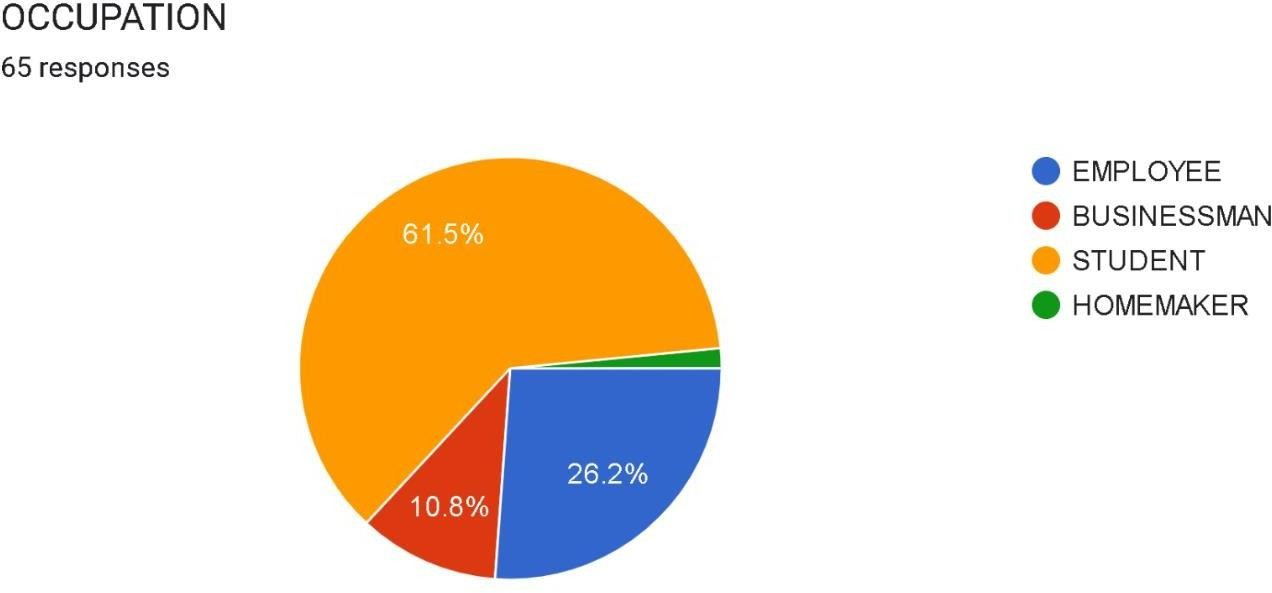 OCCUPATION
65 responses
61.5%
10.8%
26.2%
EMPLOYEE
BUSINESSMAN
STUDENT
HOMEMAKER